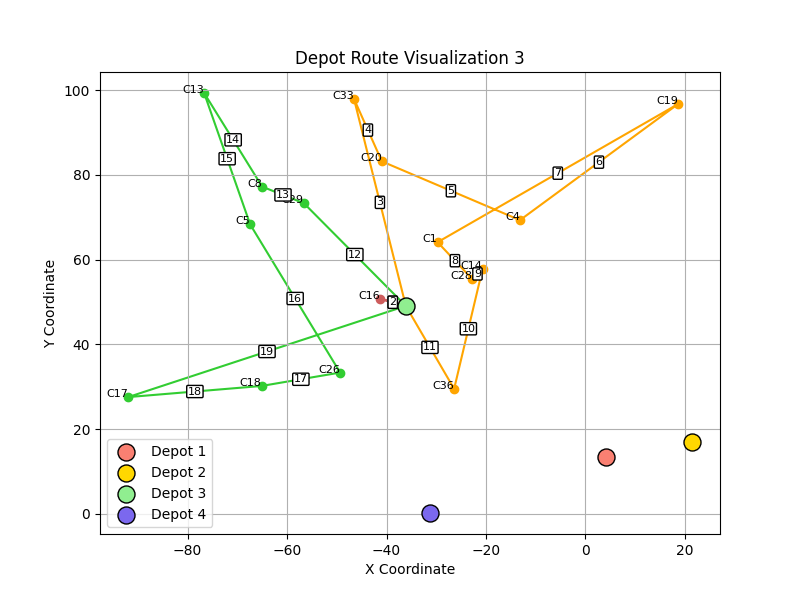 Depot Route Visualization 3
Y Coordinate
X Coordinate
100
80
60
40
20
0
−80
−60
−40
−20
0
20
C13
C33
C19
C20
C8
C29
C5
C4
C1
C14
C28
C16
C26
C18
C17
C36
2
3
4
5
6
7
8
9
10
11
12
13
14
15
16
17
18
19
Depot 1
Depot 2
Depot 3
Depot 4